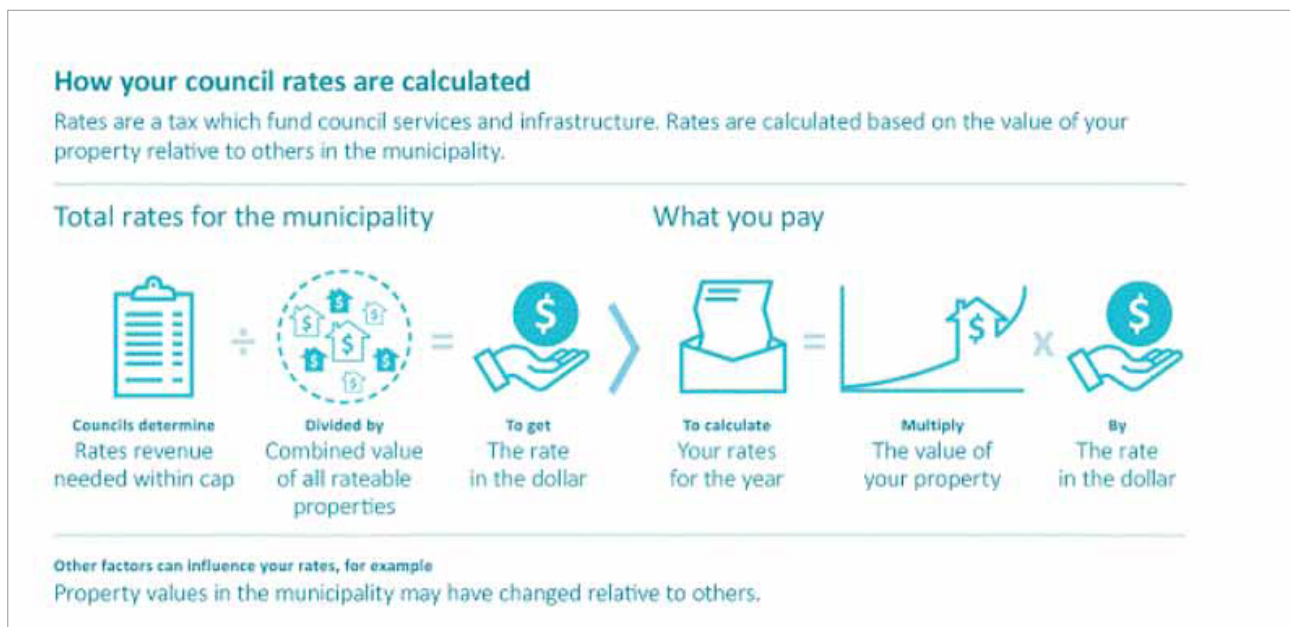 How your council rates are calculated
Rates are a tax which fund council services and infrastructure. Rates are calculated based on the value of your
property relative to others in the municipality.
Total rates for the municipality
What you pay
$
$
$
$
$
$
$
$
$
$
÷
=
=
x
Councils determine
Rates revenue
needed within cap
Divided by
Combined value
of all rateable
properties
To get
The rate
in the dollar
To calculate
Your rates
for the year
Multiply
The value of
your property
By
The rate
in the dollar
Other factors can influence your rates, for example
Property values in the municipality may have changed relative to others.